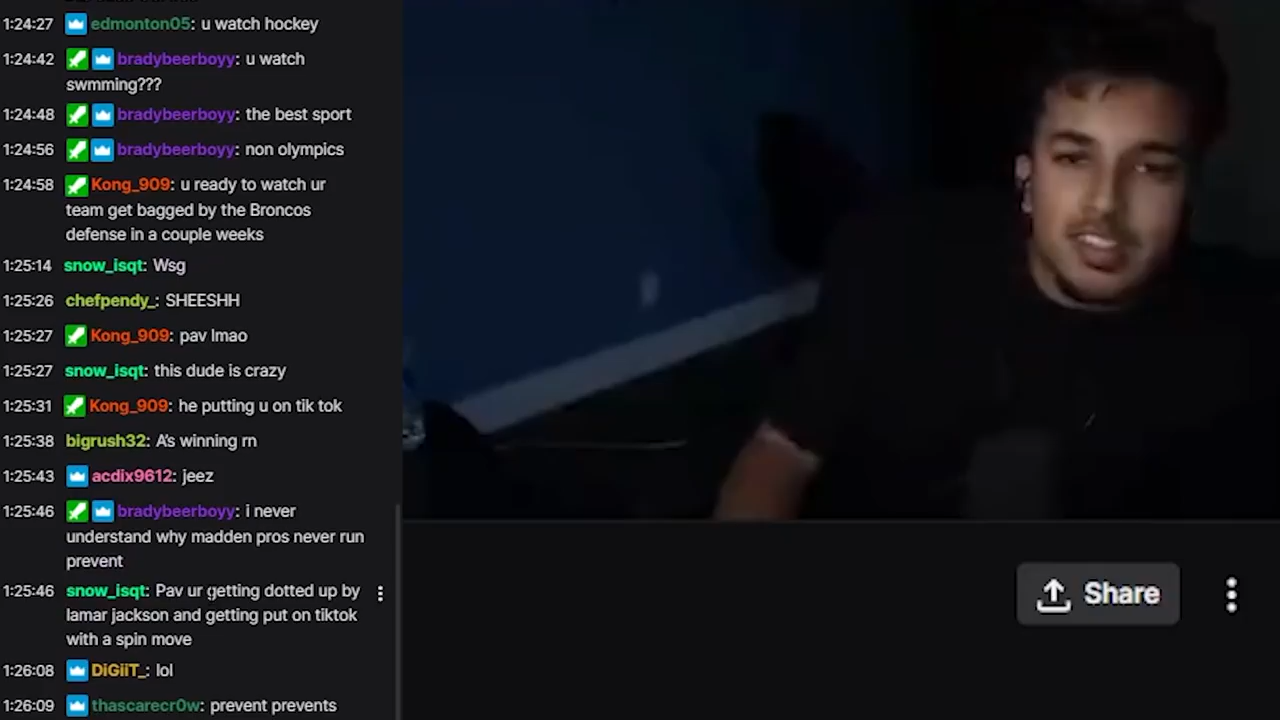 1:24:27 edmonton05: u watch hockey
1:24:42 bradybeerboyy: u watch
swmming???
1:24:48 bradybeerboyy: the best sport
1:24:56 bradybeerboyy: non olympics
1:24:58 Kong_909: u ready to watch ur
team get bagged by the Broncos
defense in a couple weeks
1:25:14 snow_isqt: Wsg
1:25:26 chefpendy_: SHEESHH
1:25:27 Kong_909: pav lmao
1:25:27 snow_isqt: this dude is crazy
1:25:31 Kong_909: he putting u on tik tok
1:25:38 bigrush32: A's winning rn
1:25:43 acdix9612: jeez
1:25:46 bradybeerboyy: i never
understand why madden pros never run
prevent
1:25:46 snow_isqt: Pav ur getting dotted up by
lamar jackson and getting put on tiktok
with a spin move
1:26:08 DiGiiT_: lol
1:26:09 thascarecr0w: prevent prevents
Share